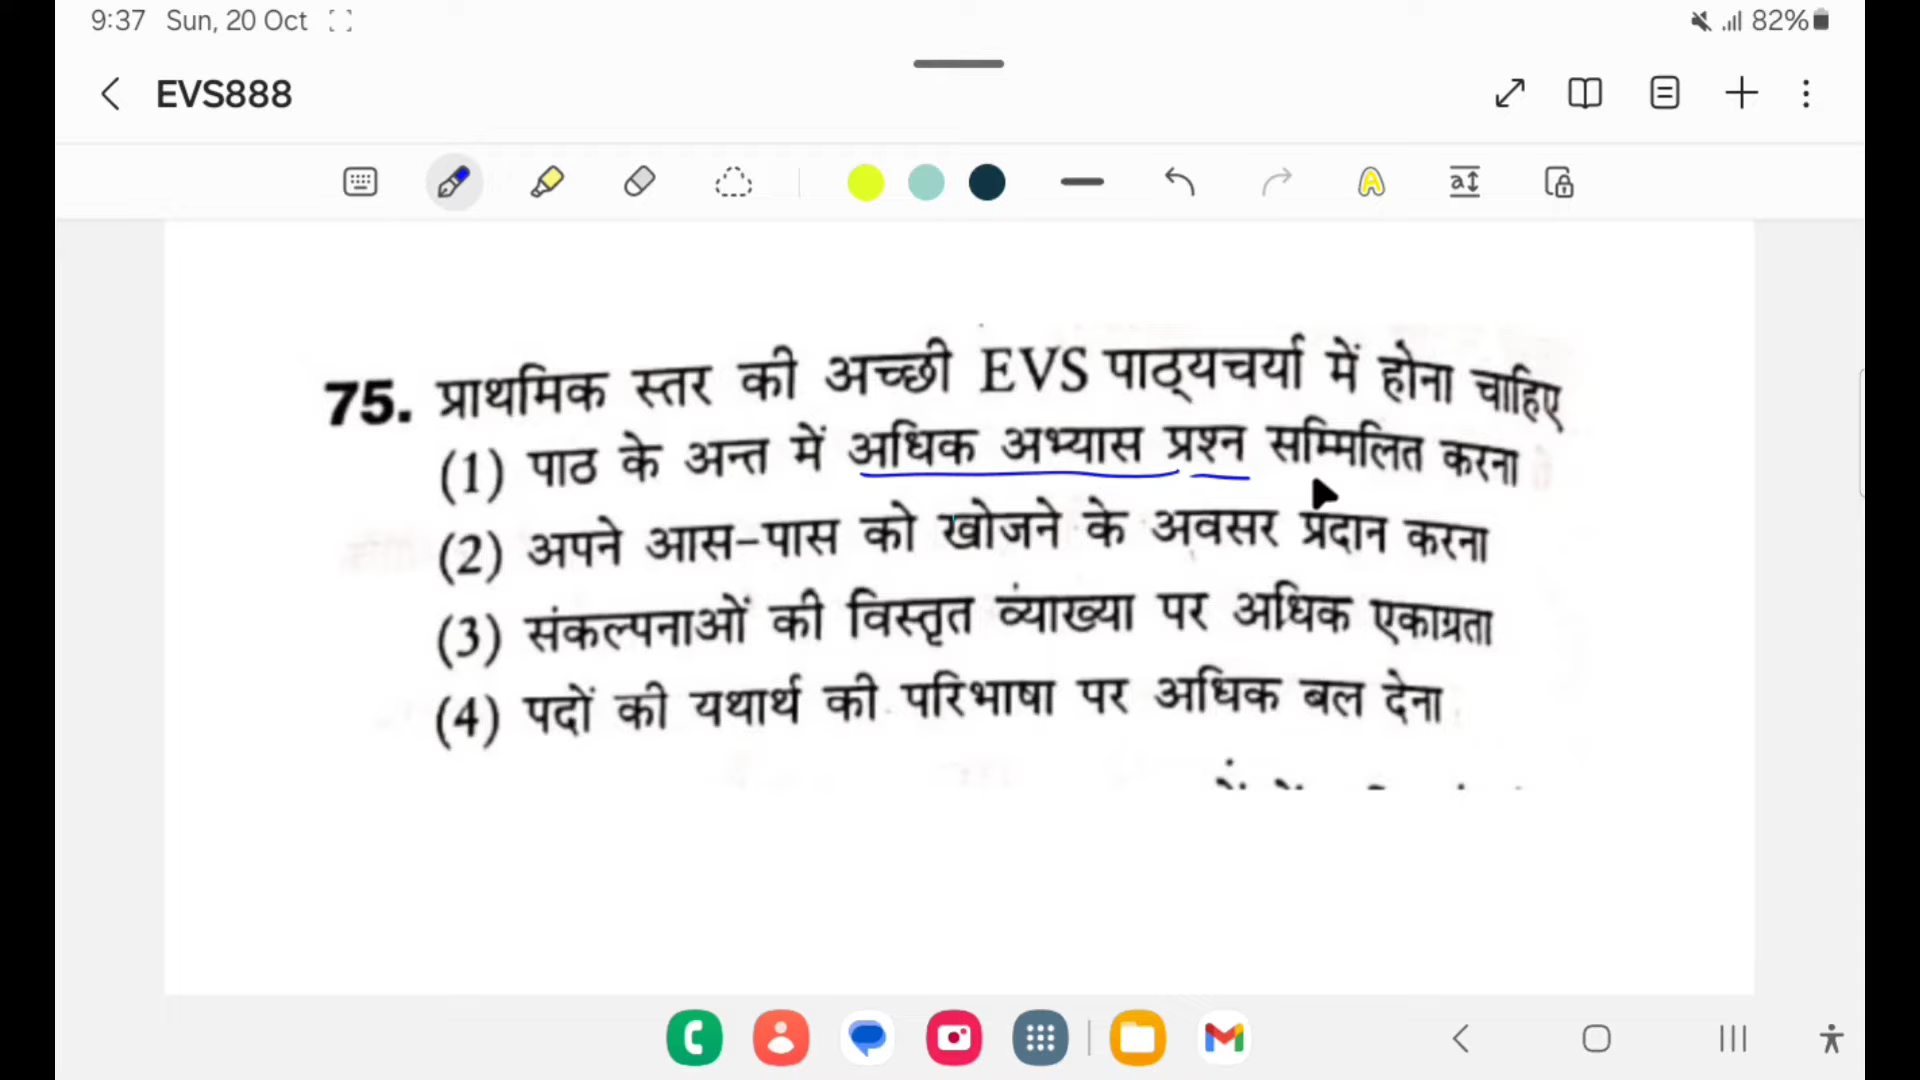 9:37 Sun, 20 Oct 82%
EVS888
75. प्राथमिक स्तर की अच्छी EVS पाठ्यचर्या में होना चाहिए
(1) पाठ के अन्त में अधिक अभ्यास प्रश्न सम्मिलित करना
(2) अपने आस-पास को खोजने के अवसर प्रदान करना
(3) संकल्पनाओं की विस्तृत व्याख्या पर अधिक एकाग्रता
(4) पदों की यथार्थ की परिभाषा पर अधिक बल देना